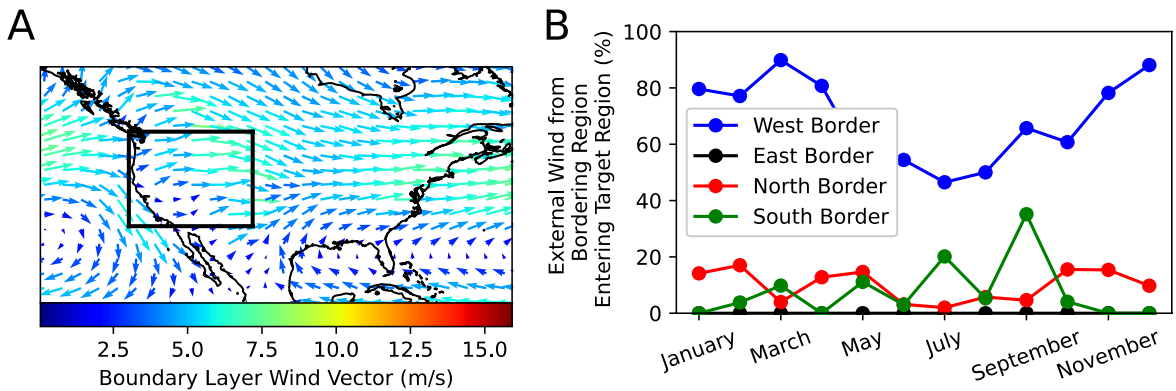 A
2.5 5.0 7.5 10.0 12.5 15.0
Boundary Layer Wind Vector (m/s)
B
External Wind from
Bordering Region
Entering Target Region (%)
100
80
60
40
20
0
West Border
East Border
North Border
South Border
January March May July September November